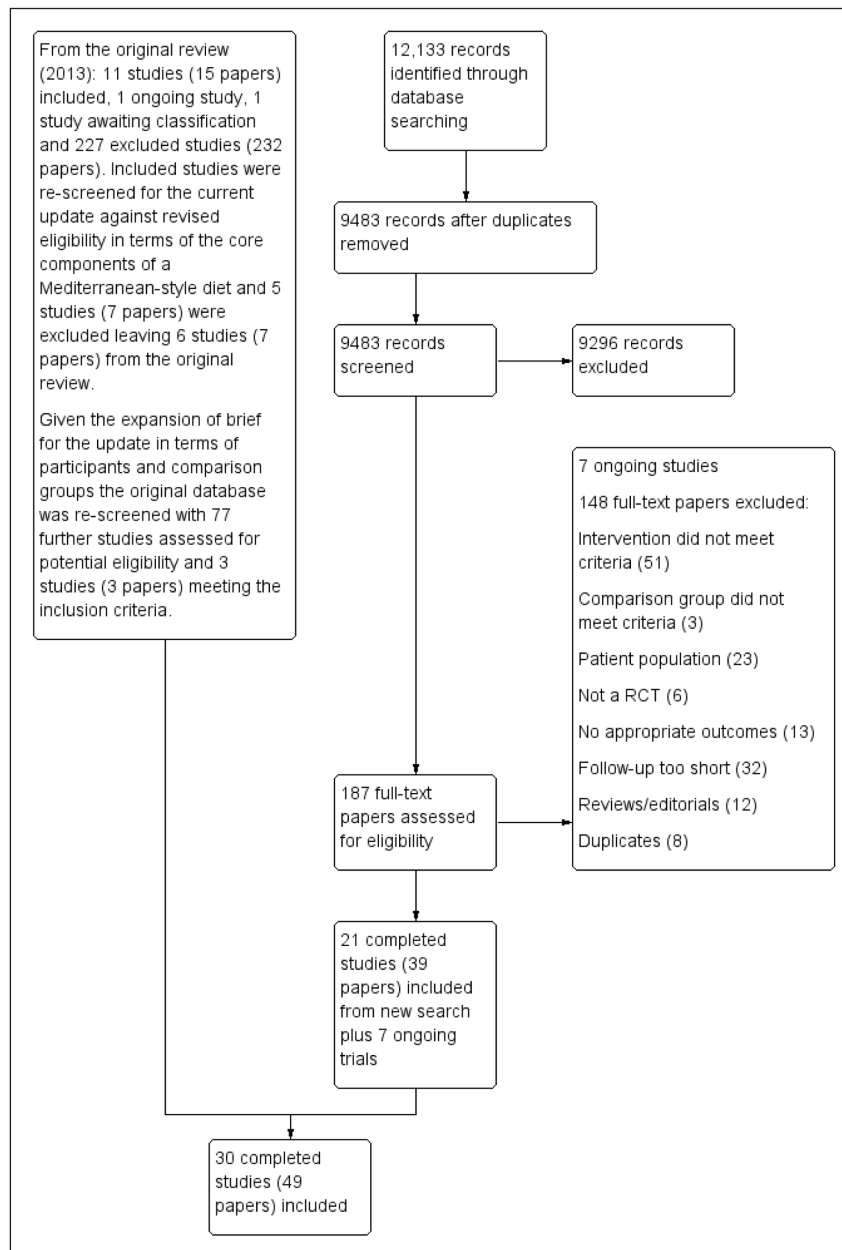 From the original review
(2013): 11 studies (15 papers)
included, 1 ongoing study, 1
study awaiting classification
and 227 excluded studies (232
papers). Included studies were
re-screened for the current
update against revised
eligibility in terms of the core
components of a
Mediterranean-style diet and 5
studies (7 papers) were
excluded leaving 6 studies (7
papers) from the original
review.
Given the expansion of brief
for the update in terms of
participants and comparison
groups the original database
was re-screened with 77
further studies assessed for
potential eligibility and 3
studies (3 papers) meeting the
inclusion criteria.
12,133 records
identified through
database
searching
9483 records after duplicates
removed
9483 records
screened
9296 records
excluded
187 full-text
papers assessed
for eligibility
7 ongoing studies
148 full-text papers excluded:
Intervention did not meet
criteria (51)
Comparison group did not
meet criteria (3)
Patient population (23)
Not a RCT (6)
No appropriate outcomes (13)
Follow-up too short (32)
Reviews/editorials (12)
Duplicates (8)
21 completed
studies (39
papers) included
from new search
plus 7 ongoing
trials
30 completed
studies (49
papers) included